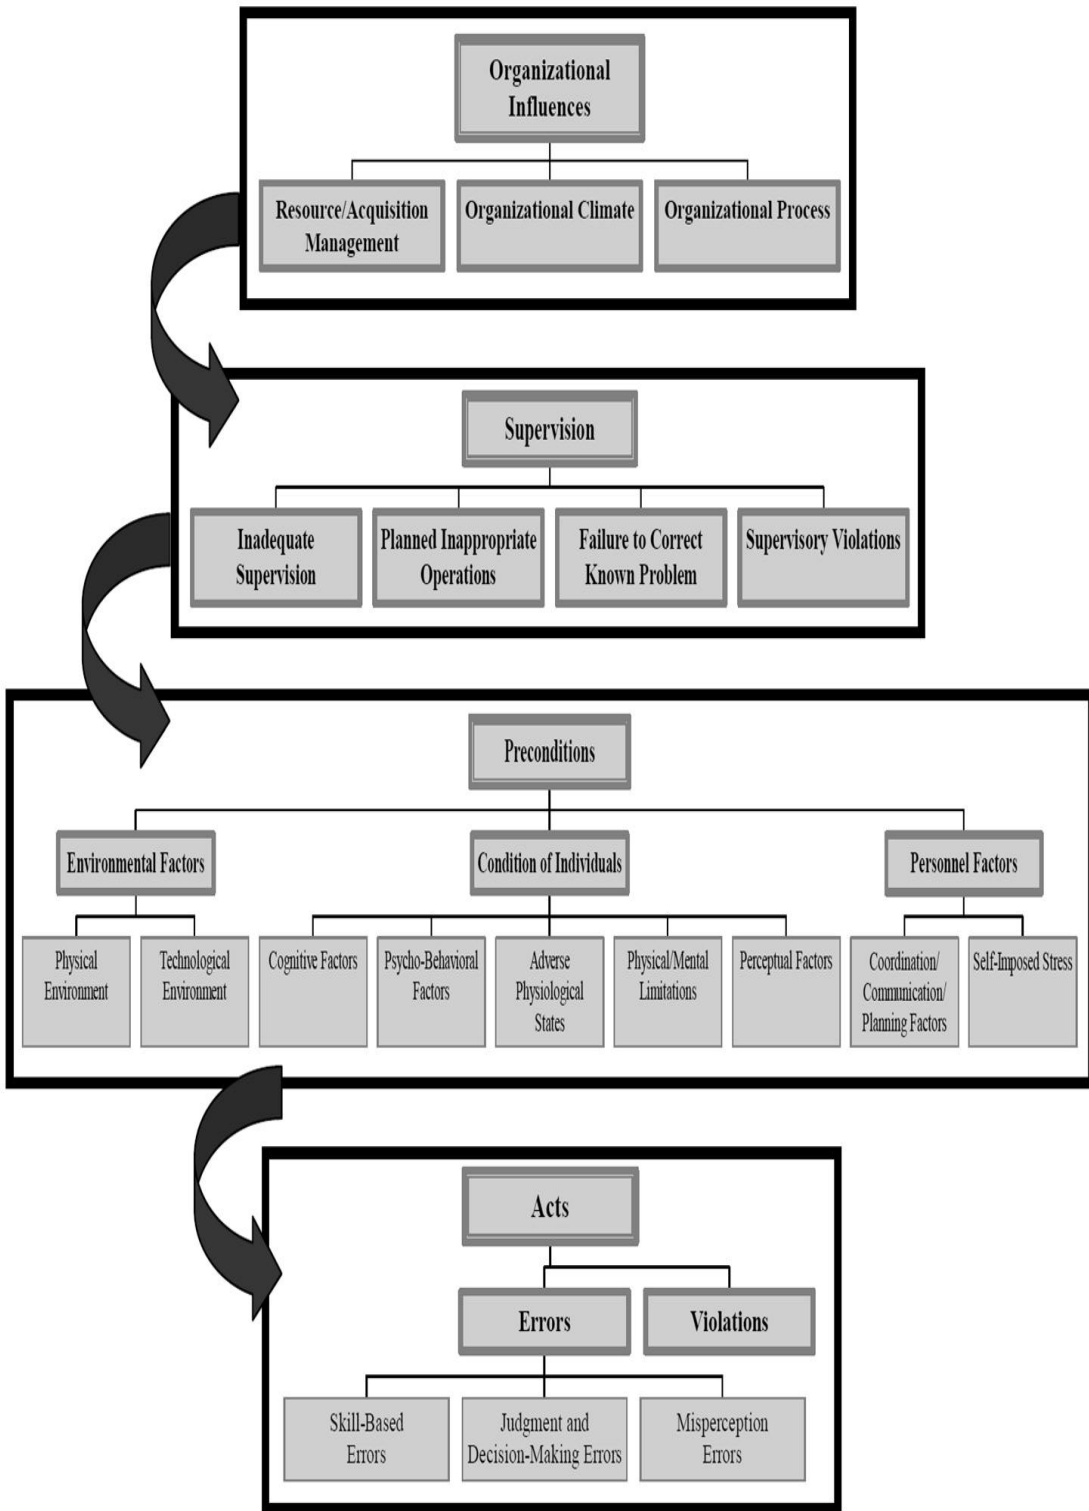 Organizational
Influences
Resource/Acquisition
Management
Organizational Climate
Organizational Process
Supervision
Inadequate
Supervision
Planned Inappropriate
Operations
Failure to Correct
Known Problem
Supervisory Violations
Preconditions
Environmental Factors
Condition of Individuals
Personnel Factors
Physical
Environment
Technological
Environment
Cognitive Factors
Psycho-Behavioral
Factors
Adverse
Physiological
States
Physical/Mental
Limitations
Perceptual Factors
Coordination/
Communication/
Planning Factors
Self-Imposed Stress
Acts
Errors
Violations
Skill-Based
Errors
Judgment and
Decision-Making Errors
Misperception
Errors